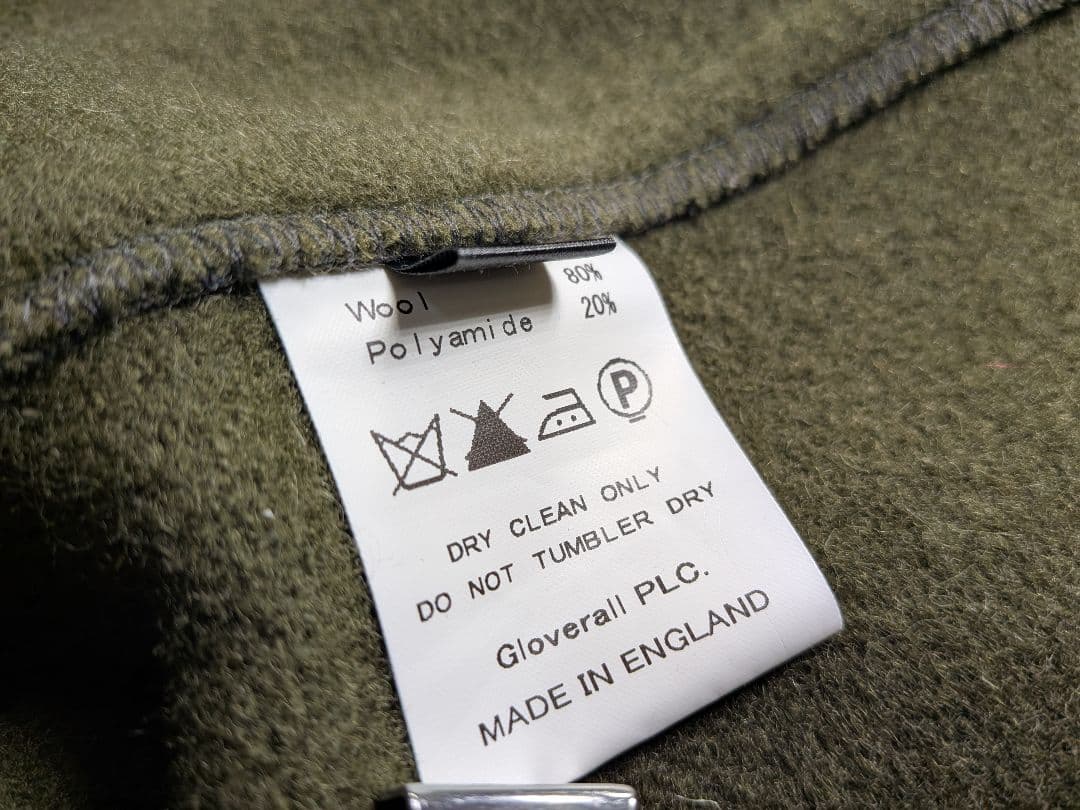 Wool 80%
Polyamide 20%
P
DRY CLEAN ONLY
DO NOT TUMBLER DRY
Gloverall PLC.
MADE IN ENGLAND